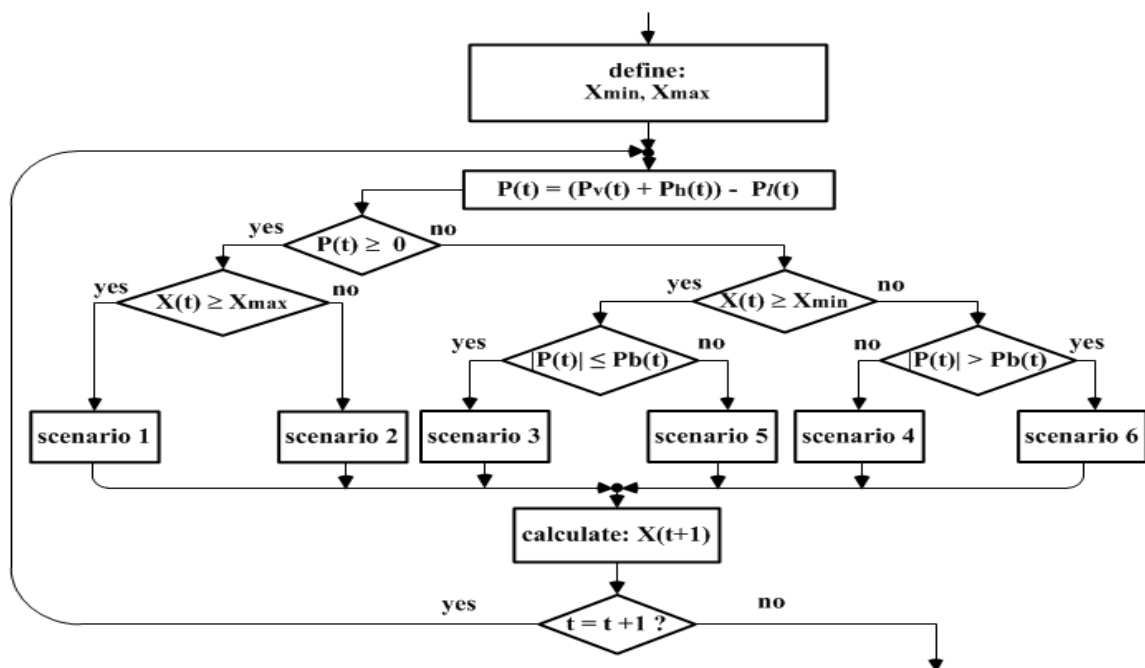 define:
Xmin, Xmax
P(t) = (Pv(t) + Ph(t)) - Pl(t)
yes
P(t) ≥ 0
no
yes
X(t) ≥ Xmax
no
yes
X(t) ≥ Xmin
no
yes
|P(t)| ≤ Pb(t)
no
no
|P(t)| > Pb(t)
yes
scenario 1
scenario 2
scenario 3
scenario 5
scenario 4
scenario 6
calculate: X(t+1)
yes
t = t +1 ?
no